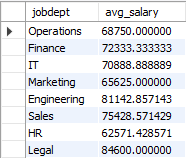 jobdept avg_salary
Operations 68750.000000
Finance 72333.333333
IT 70888.888889
Marketing 65625.000000
Engineering 81142.857143
Sales 75428.571429
HR 62571.428571
Legal 84600.000000